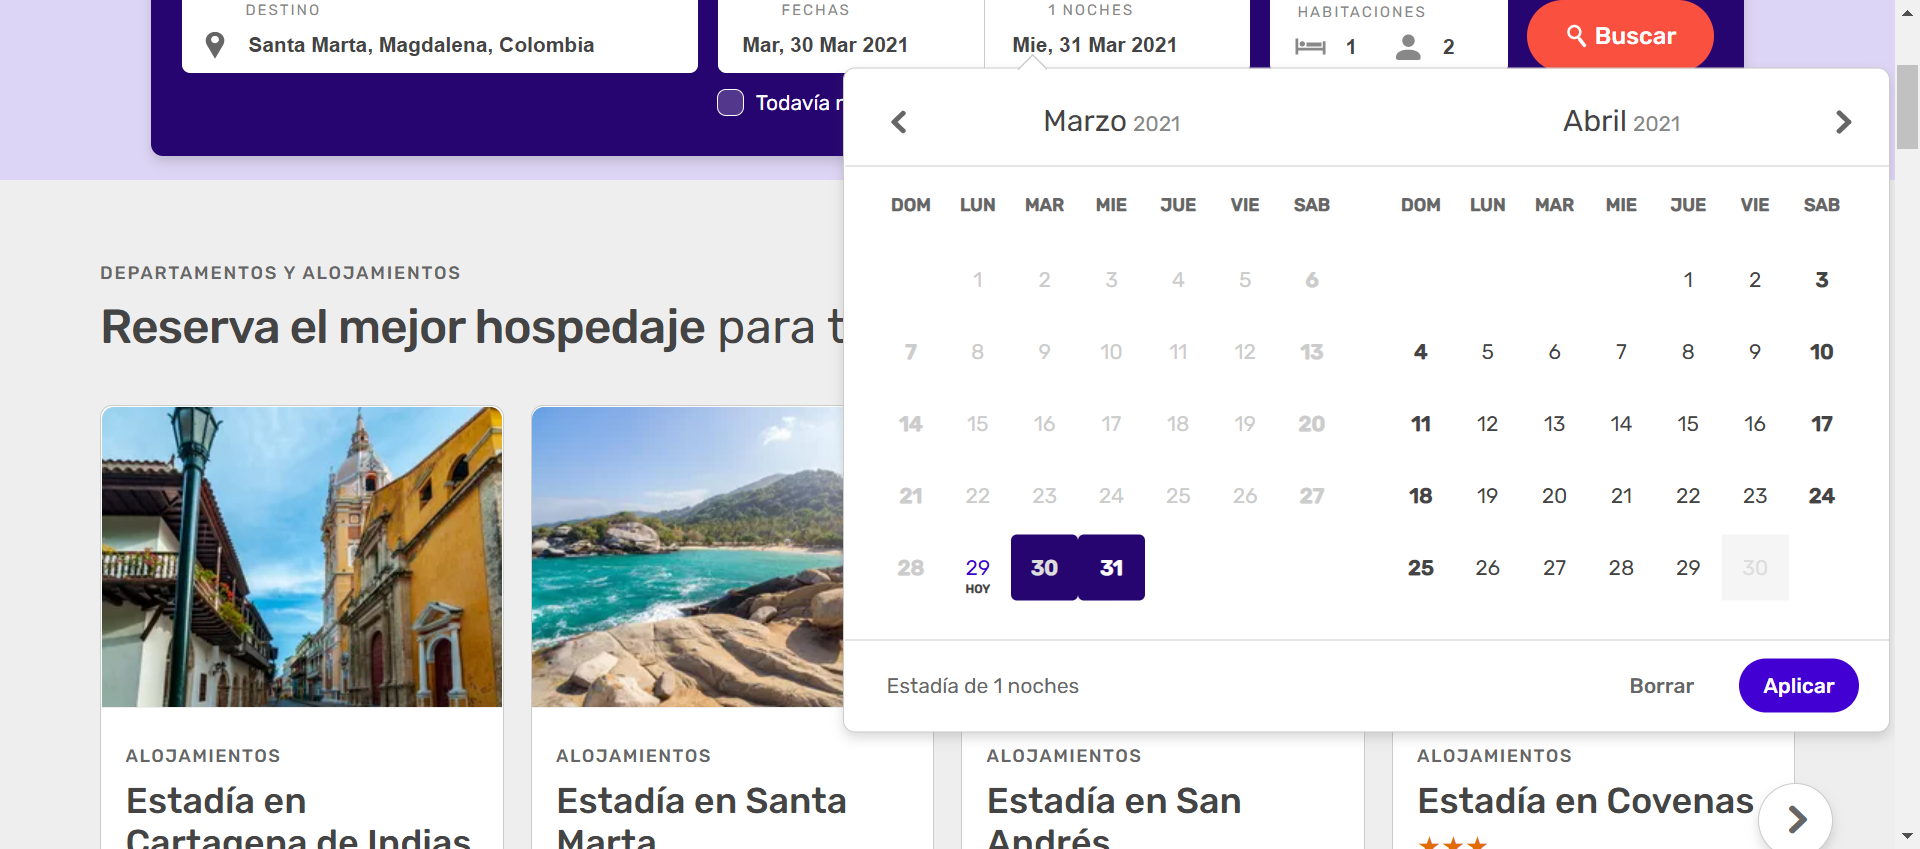 DESTINO
Santa Marta, Magdalena, Colombia
FECHAS
Mar, 30 Mar 2021
1 NOCHES
Mie, 31 Mar 2021
HABITACIONES
1 2
Buscar
Todavía
Marzo 2021
DOM LUN MAR MIE JUE VIE SAB
1 2 3 4 5 6
7 8 9 10 11 12 13
14 15 16 17 18 19 20
21 22 23 24 25 26 27
28 29 30 31
HOY
Abril 2021
DOM LUN MAR MIE JUE VIE SAB
1 2 3
4 5 6 7 8 9 10
11 12 13 14 15 16 17
18 19 20 21 22 23 24
25 26 27 28 29 30
Estadía de 1 noches
Borrar
Aplicar
DEPARTAMENTOS Y ALOJAMIENTOS
Reserva el mejor hospedaje para
ALOJAMIENTOS
Estadía en
Cartagena de Indias
ALOJAMIENTOS
Estadía en Santa
Marta
ALOJAMIENTOS
Estadía en San
Andrés
ALOJAMIENTOS
Estadía en Covenas